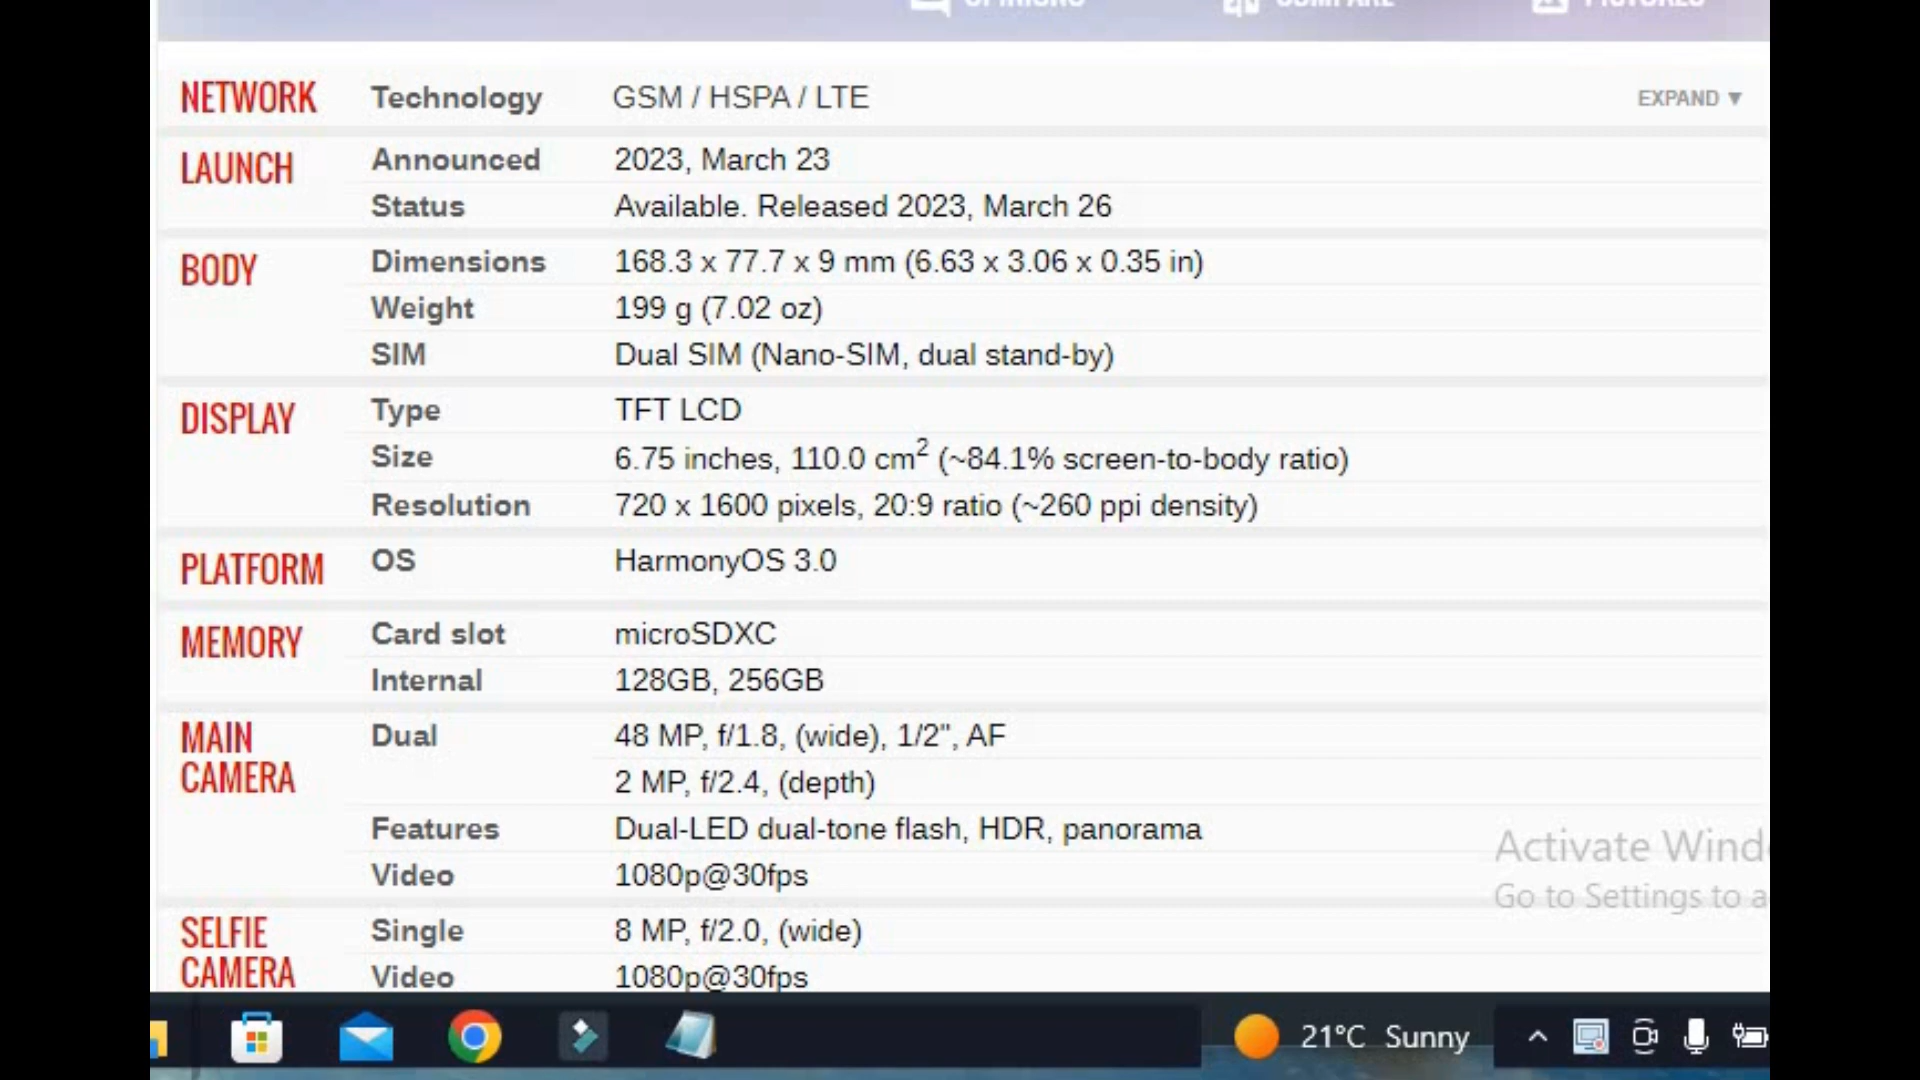 OPINIONS COMPARE PICTURES
NETWORK Technology GSM / HSPA / LTE EXPAND ▼
LAUNCH Announced 2023, March 23
Status Available. Released 2023, March 26
BODY Dimensions 168.3 x 77.7 x 9 mm (6.63 x 3.06 x 0.35 in)
Weight 199 g (7.02 oz)
SIM Dual SIM (Nano-SIM, dual stand-by)
DISPLAY Type TFT LCD
Size 6.75 inches, 110.0 cm² (~84.1% screen-to-body ratio)
Resolution 720 x 1600 pixels, 20:9 ratio (~260 ppi density)
PLATFORM OS HarmonyOS 3.0
MEMORY Card slot microSDXC
Internal 128GB, 256GB
MAIN CAMERA Dual 48 MP, f/1.8, (wide), 1/2", AF
2 MP, f/2.4, (depth)
Features Dual-LED dual-tone flash, HDR, panorama
Video 1080p@30fps
SELFIE CAMERA Single 8 MP, f/2.0, (wide)
Video 1080p@30fps
Activate Wind
Go to Settings to a
21°C Sunny